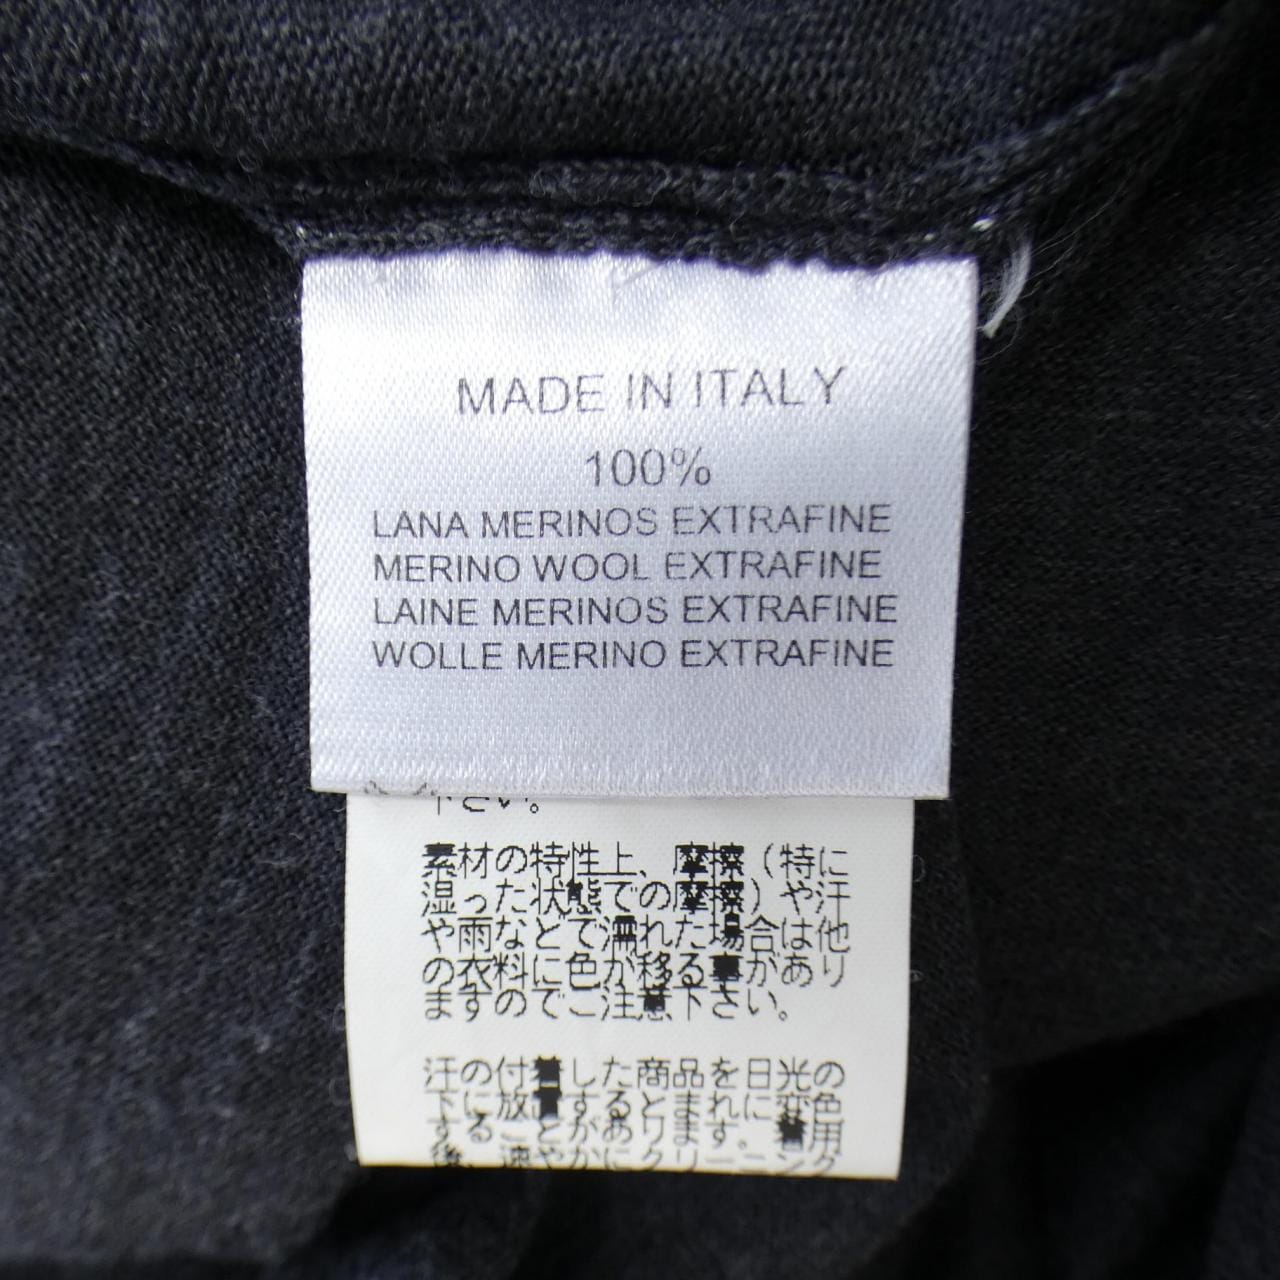 MADE IN ITALY
100%
LANA MERINOS EXTRAFINE
MERINO WOOL EXTRAFINE
LAINE MERINOS EXTRAFINE
WOLLE MERINO EXTRAFINE
下さい。
素材の特性上、摩擦(特に
湿った状態での摩擦)や汗
や雨などで濡れた場合は他
の衣料に色が移る事があり
ますのでご注意下さい。
汗の付着した商品を日光の
下に放置すると まれに変色
するがあります。着用
後 速やかにクリーニング